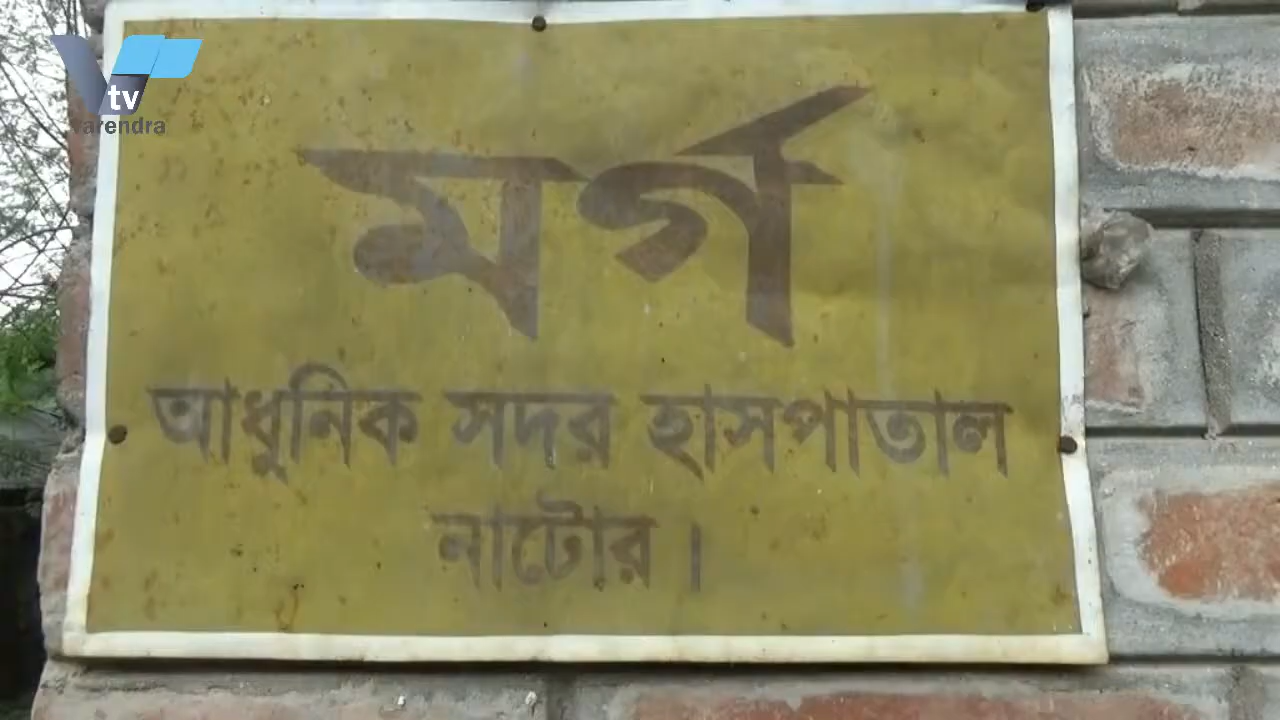 tv
varendra
মর্গ
আধুনিক সদর হাসপাতাল
নাটোর।